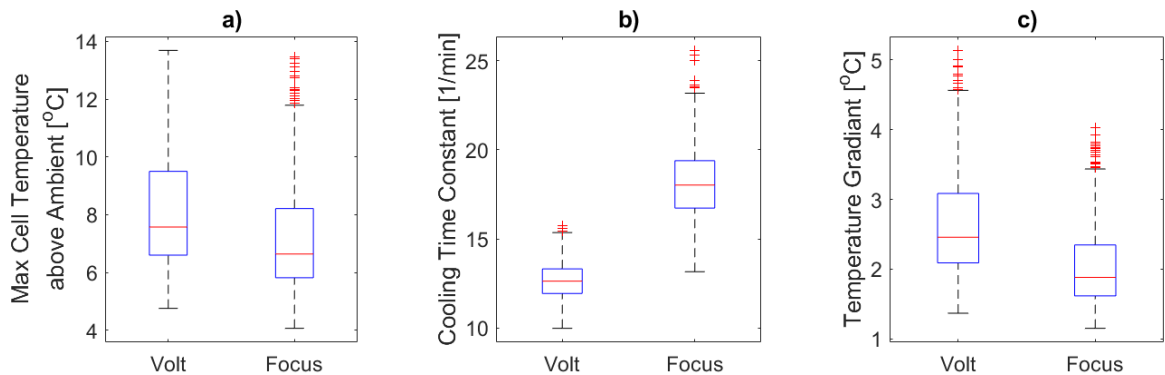 a)
Max Cell Temperature
above Ambient [°C]
14
12
10
8
6
4
Volt
Focus
b)
Cooling Time Constant [1/min]
25
20
15
10
Volt
Focus
c)
Temperature Gradiant [°C]
5
4
3
2
1
Volt
Focus